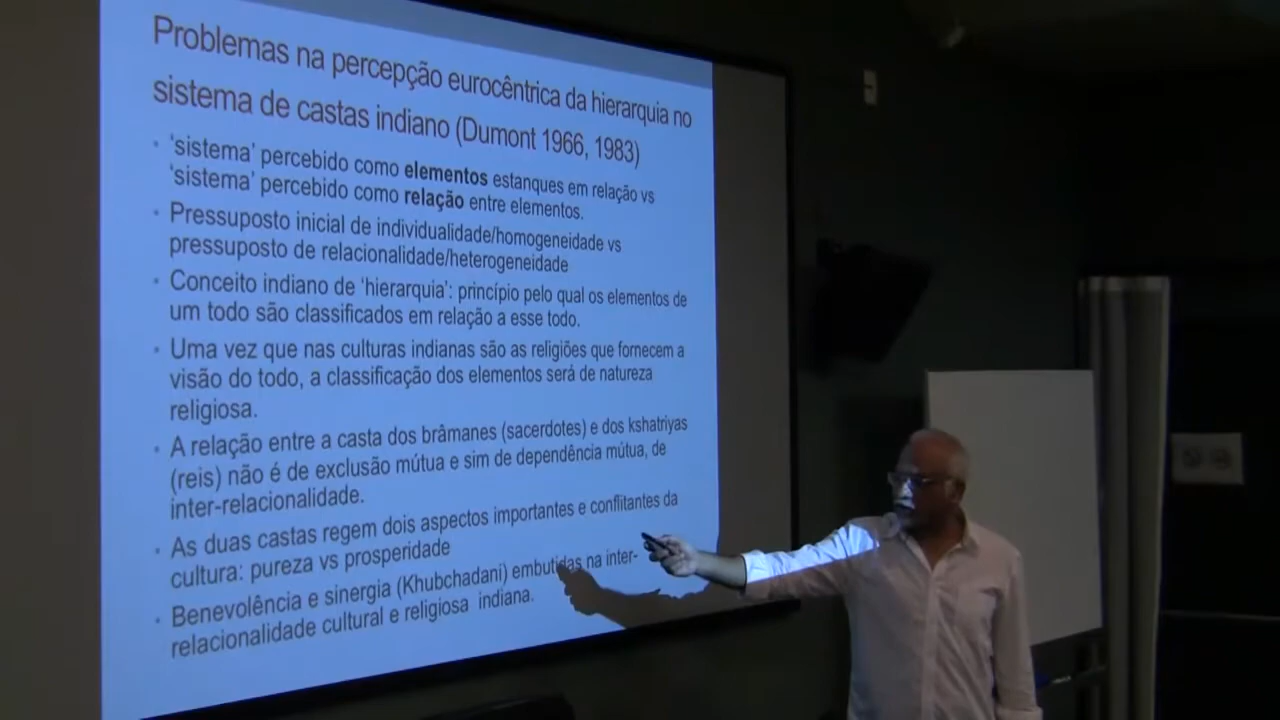 Problemas na percepção eurocêntrica da hierarquia no
sistema de castas indiano (Dumont 1966, 1983)
• 'sistema' percebido como elementos estanques em relação vs
'sistema' percebido como relação entre elementos.
• Pressuposto inicial de individualidade/homogeneidade vs
pressuposto de relacionalidade/heterogeneidade
• Conceito indiano de 'hierarquia': princípio pelo qual os elementos de
um todo são classificados em relação a esse todo.
• Uma vez que nas culturas indianas são as religiões que fornecem a
visão do todo, a classificação dos elementos será de natureza
religiosa.
• A relação entre a casta dos brâmanes (sacerdotes) e dos kshatriyas
(reis) não é de exclusão mútua e sim de dependência mútua, de
inter-relacionalidade.
• As duas castas regem dois aspectos importantes e conflitantes da
cultura: pureza vs prosperidade
• Benevolência e sinergia (Khubchadani) embutidas na inter-
relacionalidade cultural e religiosa indiana.